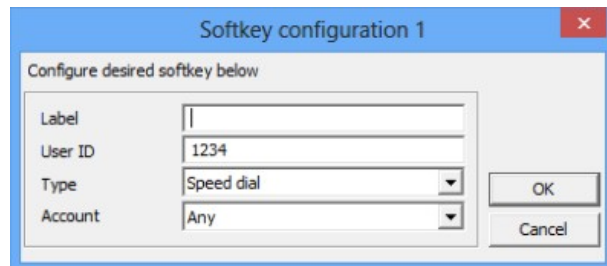 Softkey configuration 1
Configure desired softkey below
Label
User ID 1234
Type Speed dial
Account Any
OK
Cancel